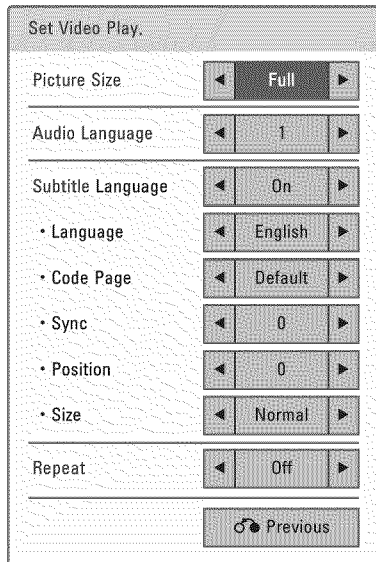 Set Video Play.
Picture Size ◄ Full ►
Audio Language ◄ 1 ►
Subtitle Language ◄ On ►
• Language ◄ English ►
• Code Page ◄ Default ►
• Sync ◄ 0 ►
• Position ◄ 0 ►
• Size ◄ Normal ►
Repeat ◄ Off ►
Previous